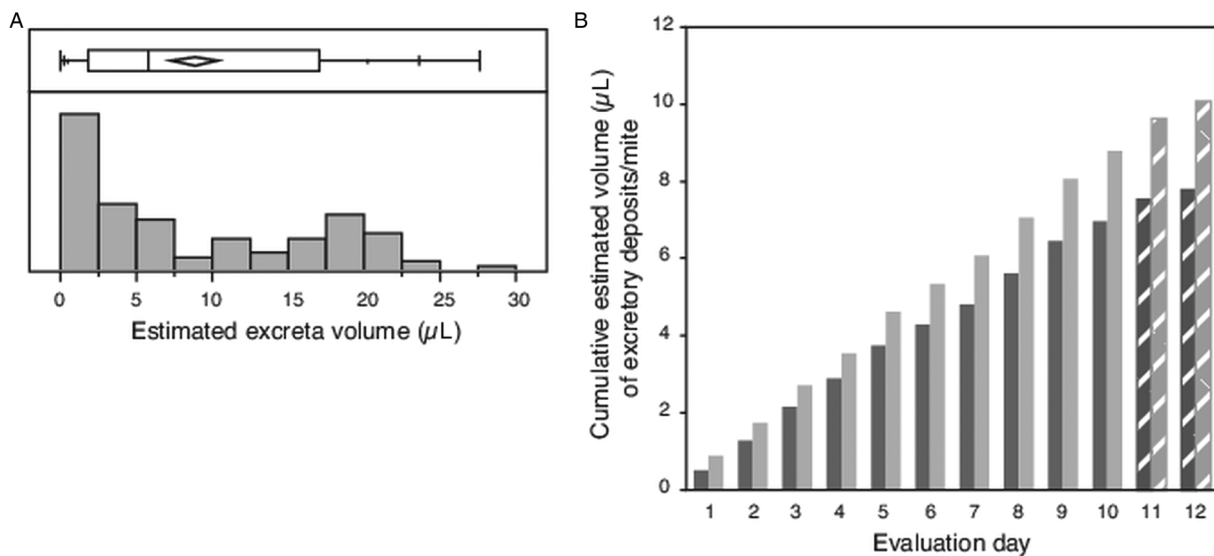 A
0 5 10 15 20 25 30
Estimated excreta volume (µL)
B
12
10
8
6
4
2
0
Cumulative estimated volume (µL)
of excretory deposits/mite
1 2 3 4 5 6 7 8 9 10 11 12
Evaluation day